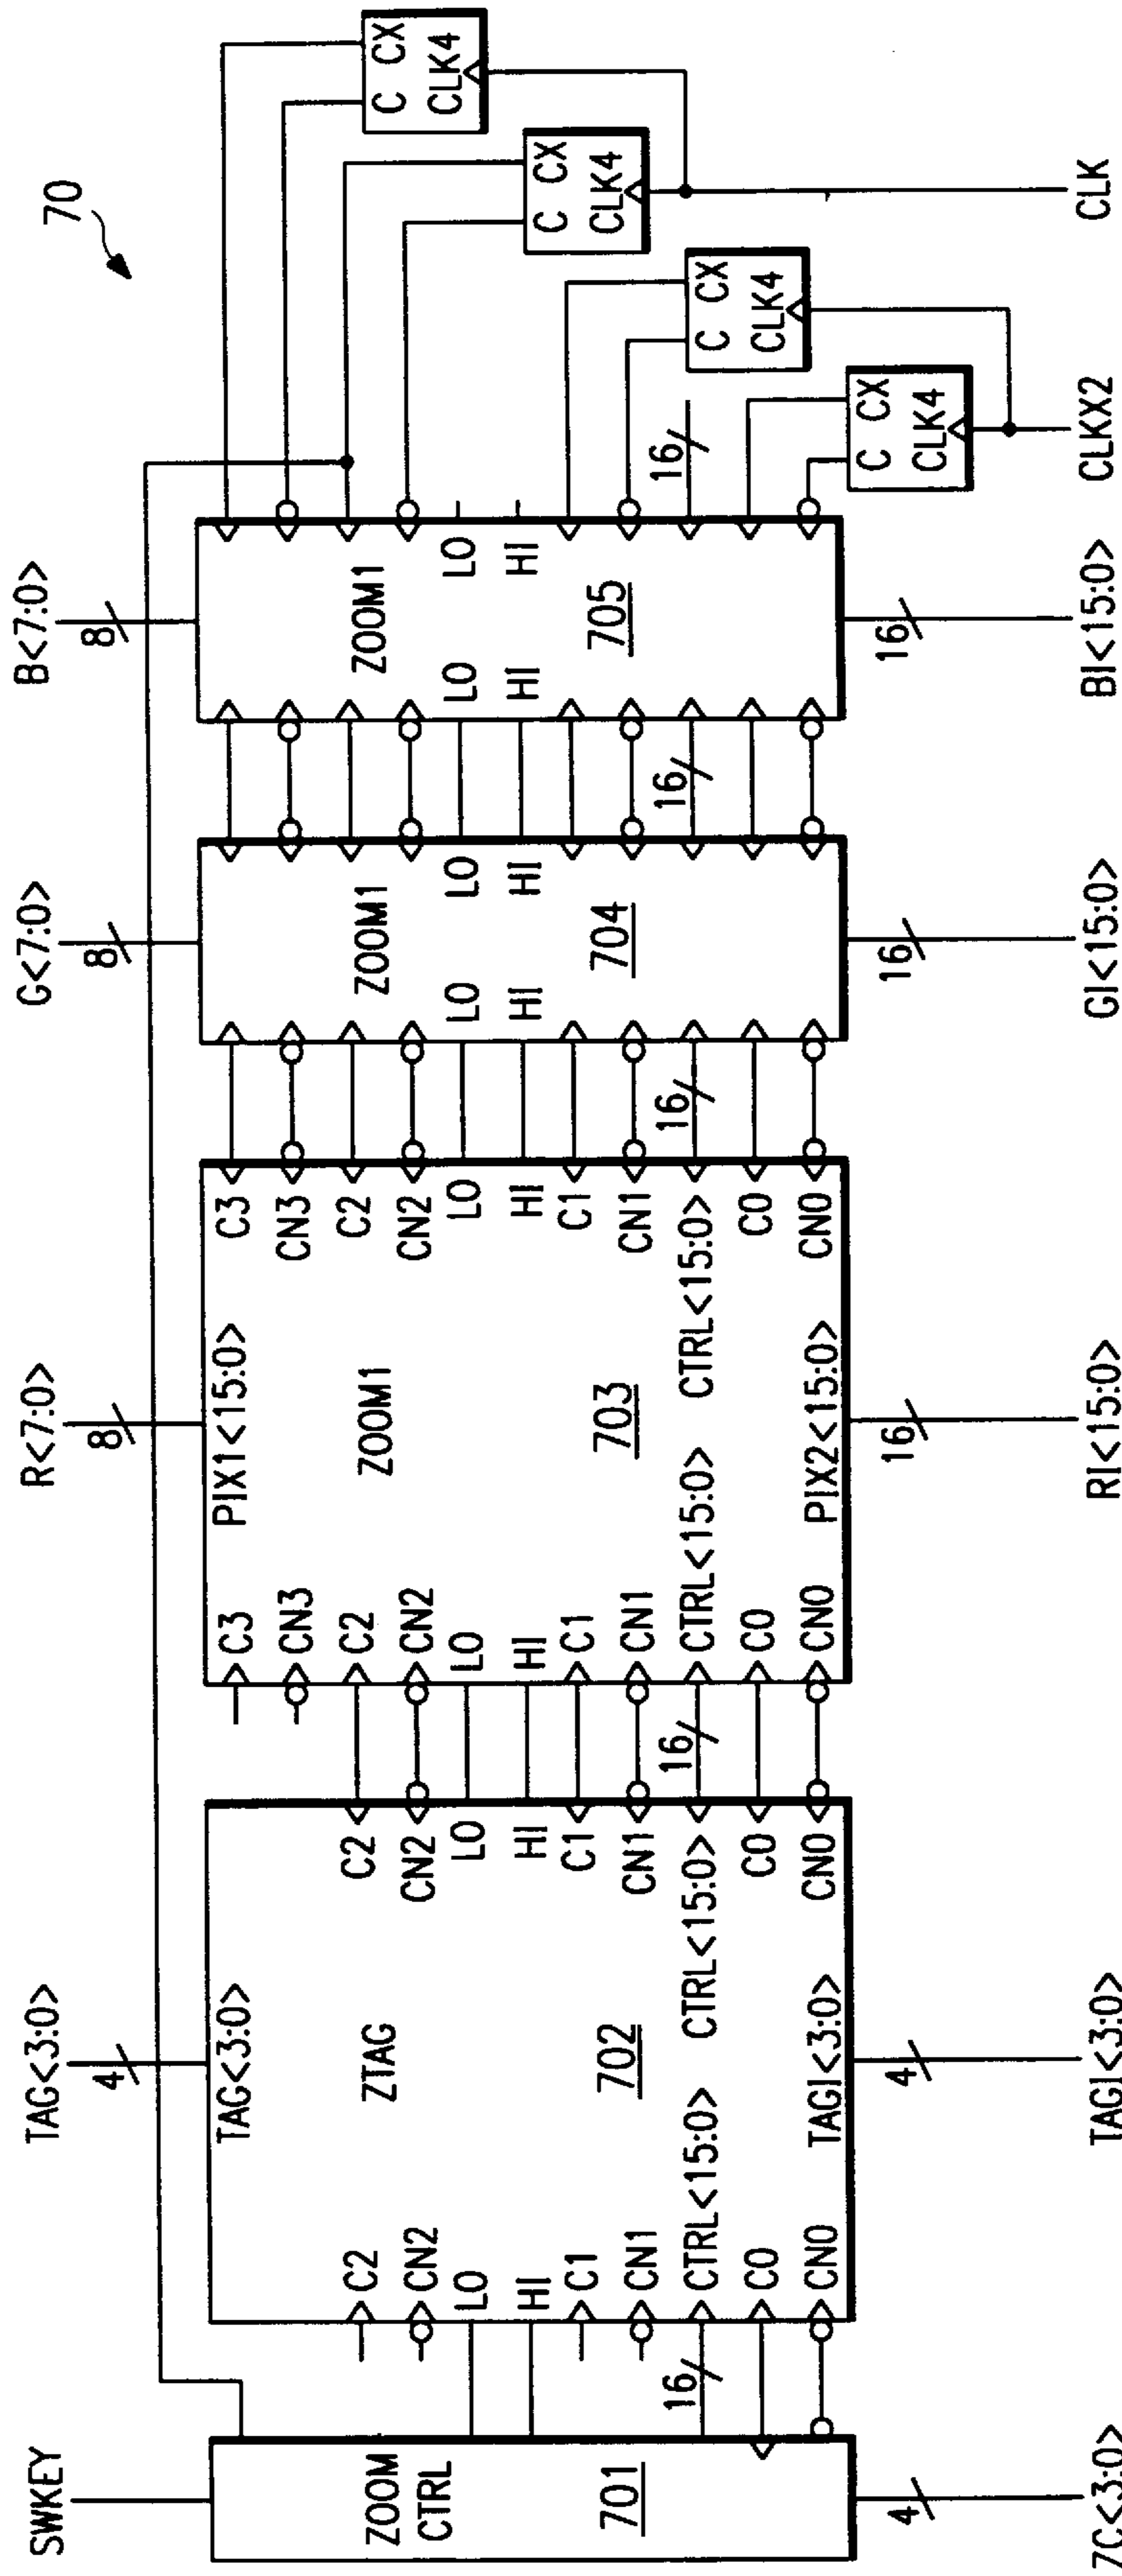 70
SWKEY
TAG<3:0>
R<7:0>
G<7:0>
B<7:0>
4
8
8
8
ZOOM
CTRL
701
4
ZC<3:0>
16
TAG<3:0>
C2
CN2
LO
HI
C1
CN1
CTRL<15:0>
C0
CN0
ZTAG
702
C2
CN2
LO
HI
C1
CN1
CTRL<15:0>
C0
CN0
TAGI<3:0>
4
TAGI<3:0>
16
PIX1<15:0>
C3
CN3
C2
CN2
LO
HI
C1
CN1
CTRL<15:0>
C0
CN0
ZOOM1
703
C3
CN3
C2
CN2
LO
HI
C1
CN1
CTRL<15:0>
C0
CN0
PIX2<15:0>
16
RI<15:0>
16
ZOOM1
LO
LO
HI
HI
704
16
GI<15:0>
16
ZOOM1
LO
LO
HI
HI
705
16
BI<15:0>
16
C CX
CLK4
C CX
CLK4
C CX
CLK4
C CX
CLK4
CLKX2
CLK